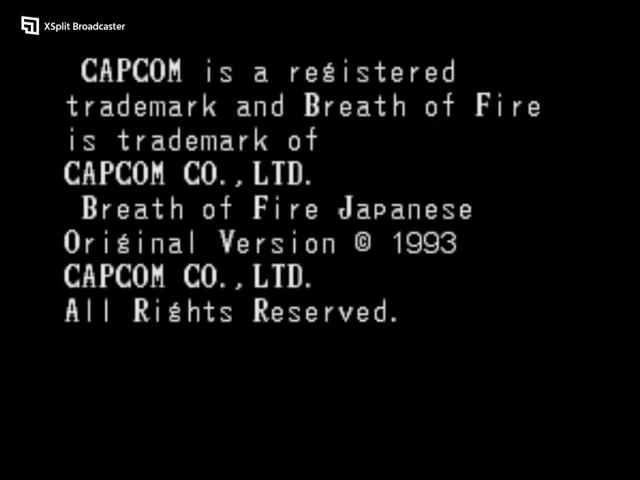 XSplit Broadcaster
CAPCOM is a registered
trademark and Breath of Fire
is trademark of
CAPCOM CO.,LTD.
Breath of Fire Japanese
Original Version © 1993
CAPCOM CO.,LTD.
All Rights Reserved.